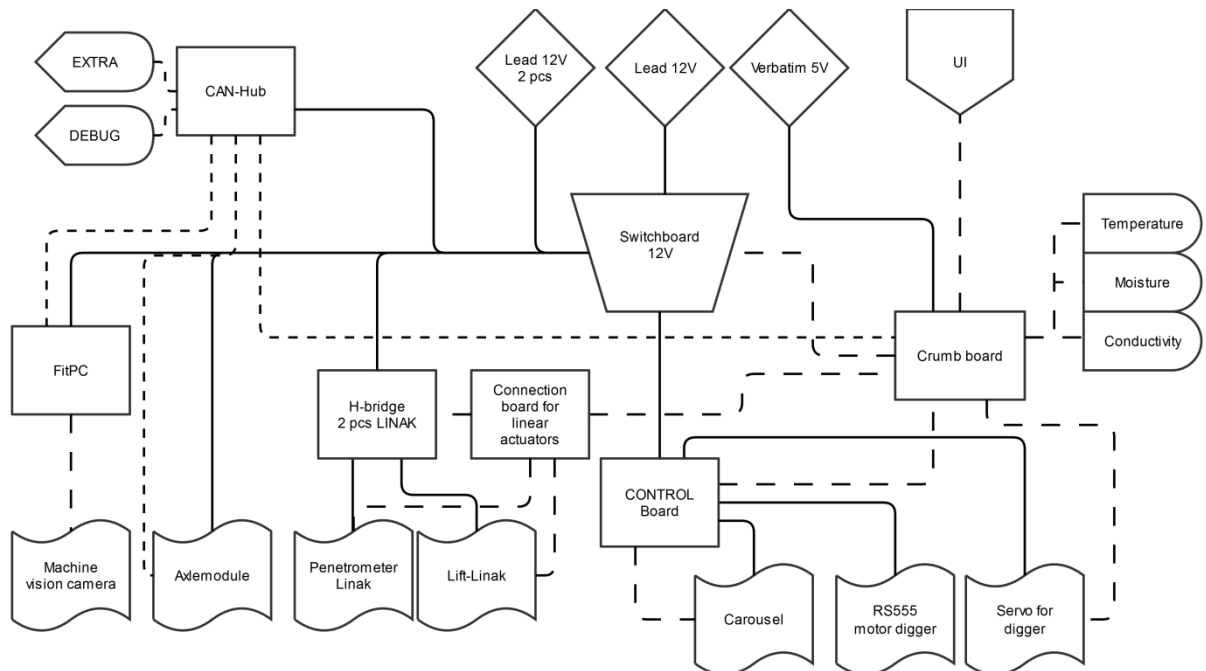 EXTRA
DEBUG
CAN-Hub
Lead 12V
2 pcs
Lead 12V
Verbatim 5V
UI
Switchboard
12V
Temperature
Moisture
Conductivity
FitPC
H-bridge
2 pcs LINAK
Connection
board for
linear
actuators
Crumb board
CONTROL
Board
Machine
vision camera
Axlemodule
Penetrometer
Linak
Lift-Linak
Carousel
RS555
motor digger
Servo for
digger